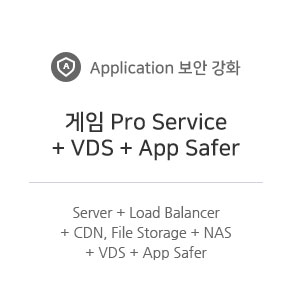 A
Application 보안 강화
게임 Pro Service
+ VDS + App Safer
Server + Load Balancer
+ CDN, File Storage + NAS
+ VDS + App Safer